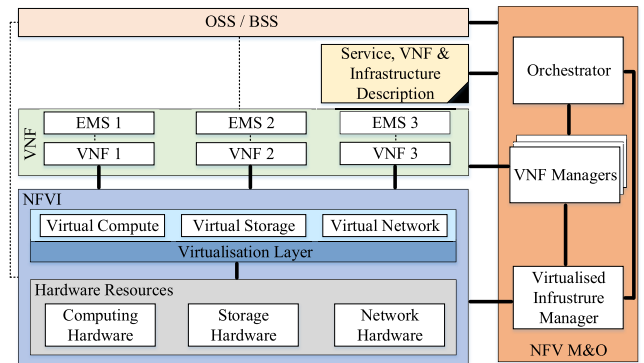 OSS / BSS
Service, VNF &
Infrastructure
Description
Orchestrator
VNF
EMS 1
EMS 2
EMS 3
VNF 1
VNF 2
VNF 3
VNF Managers
NFVI
Virtual Compute
Virtual Storage
Virtual Network
Virtualisation Layer
Hardware Resources
Computing
Hardware
Storage
Hardware
Network
Hardware
Virtualised
Infrustrure
Manager
NFV M&O